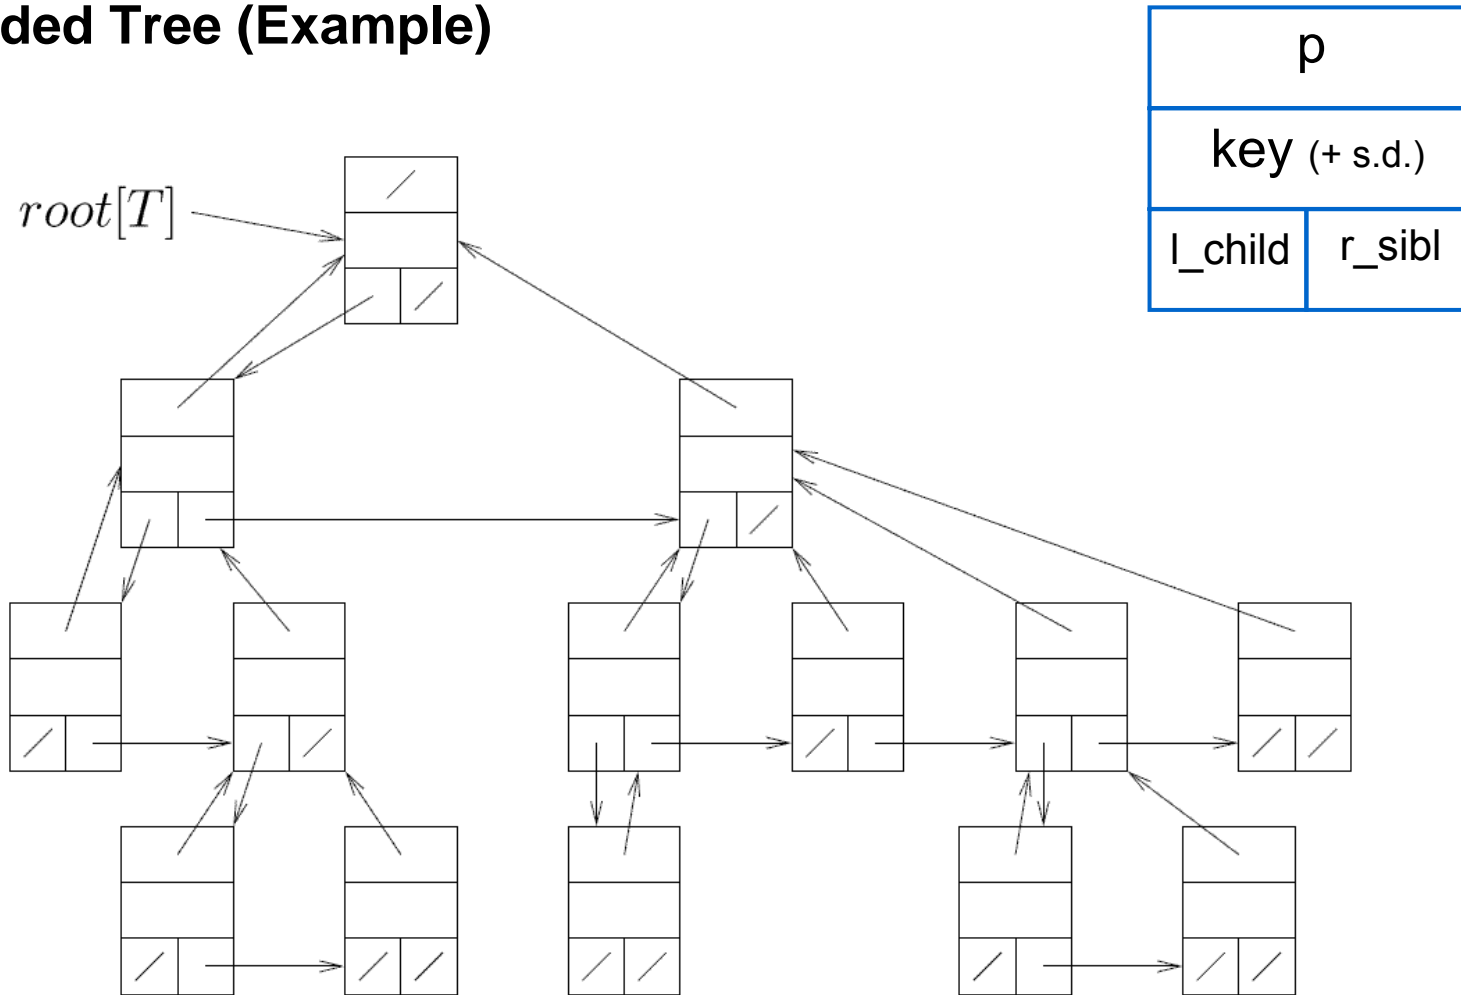 ded Tree (Example)
p
key (+ s.d.)
l_child r_sibl
root[T]